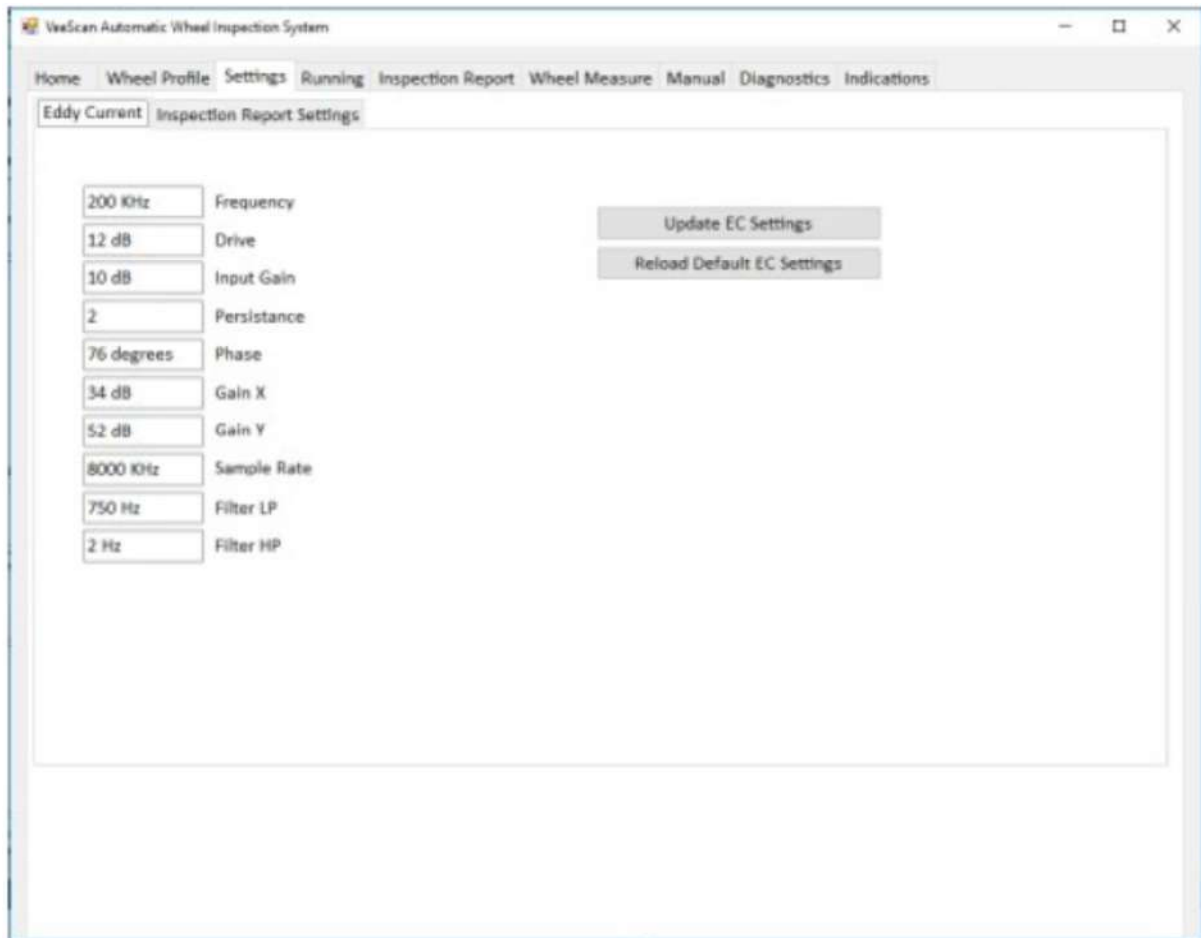 VeeScan Automatic Wheel Inspection System
Home Wheel Profile Settings Running Inspection Report Wheel Measure Manual Diagnostics Indications
Eddy Current Inspection Report Settings
200 KHz Frequency
12 dB Drive
10 dB Input Gain
2 Persistance
76 degrees Phase
34 dB Gain X
52 dB Gain Y
8000 KHz Sample Rate
750 Hz Filter LP
2 Hz Filter HP
Update EC Settings
Reload Default EC Settings